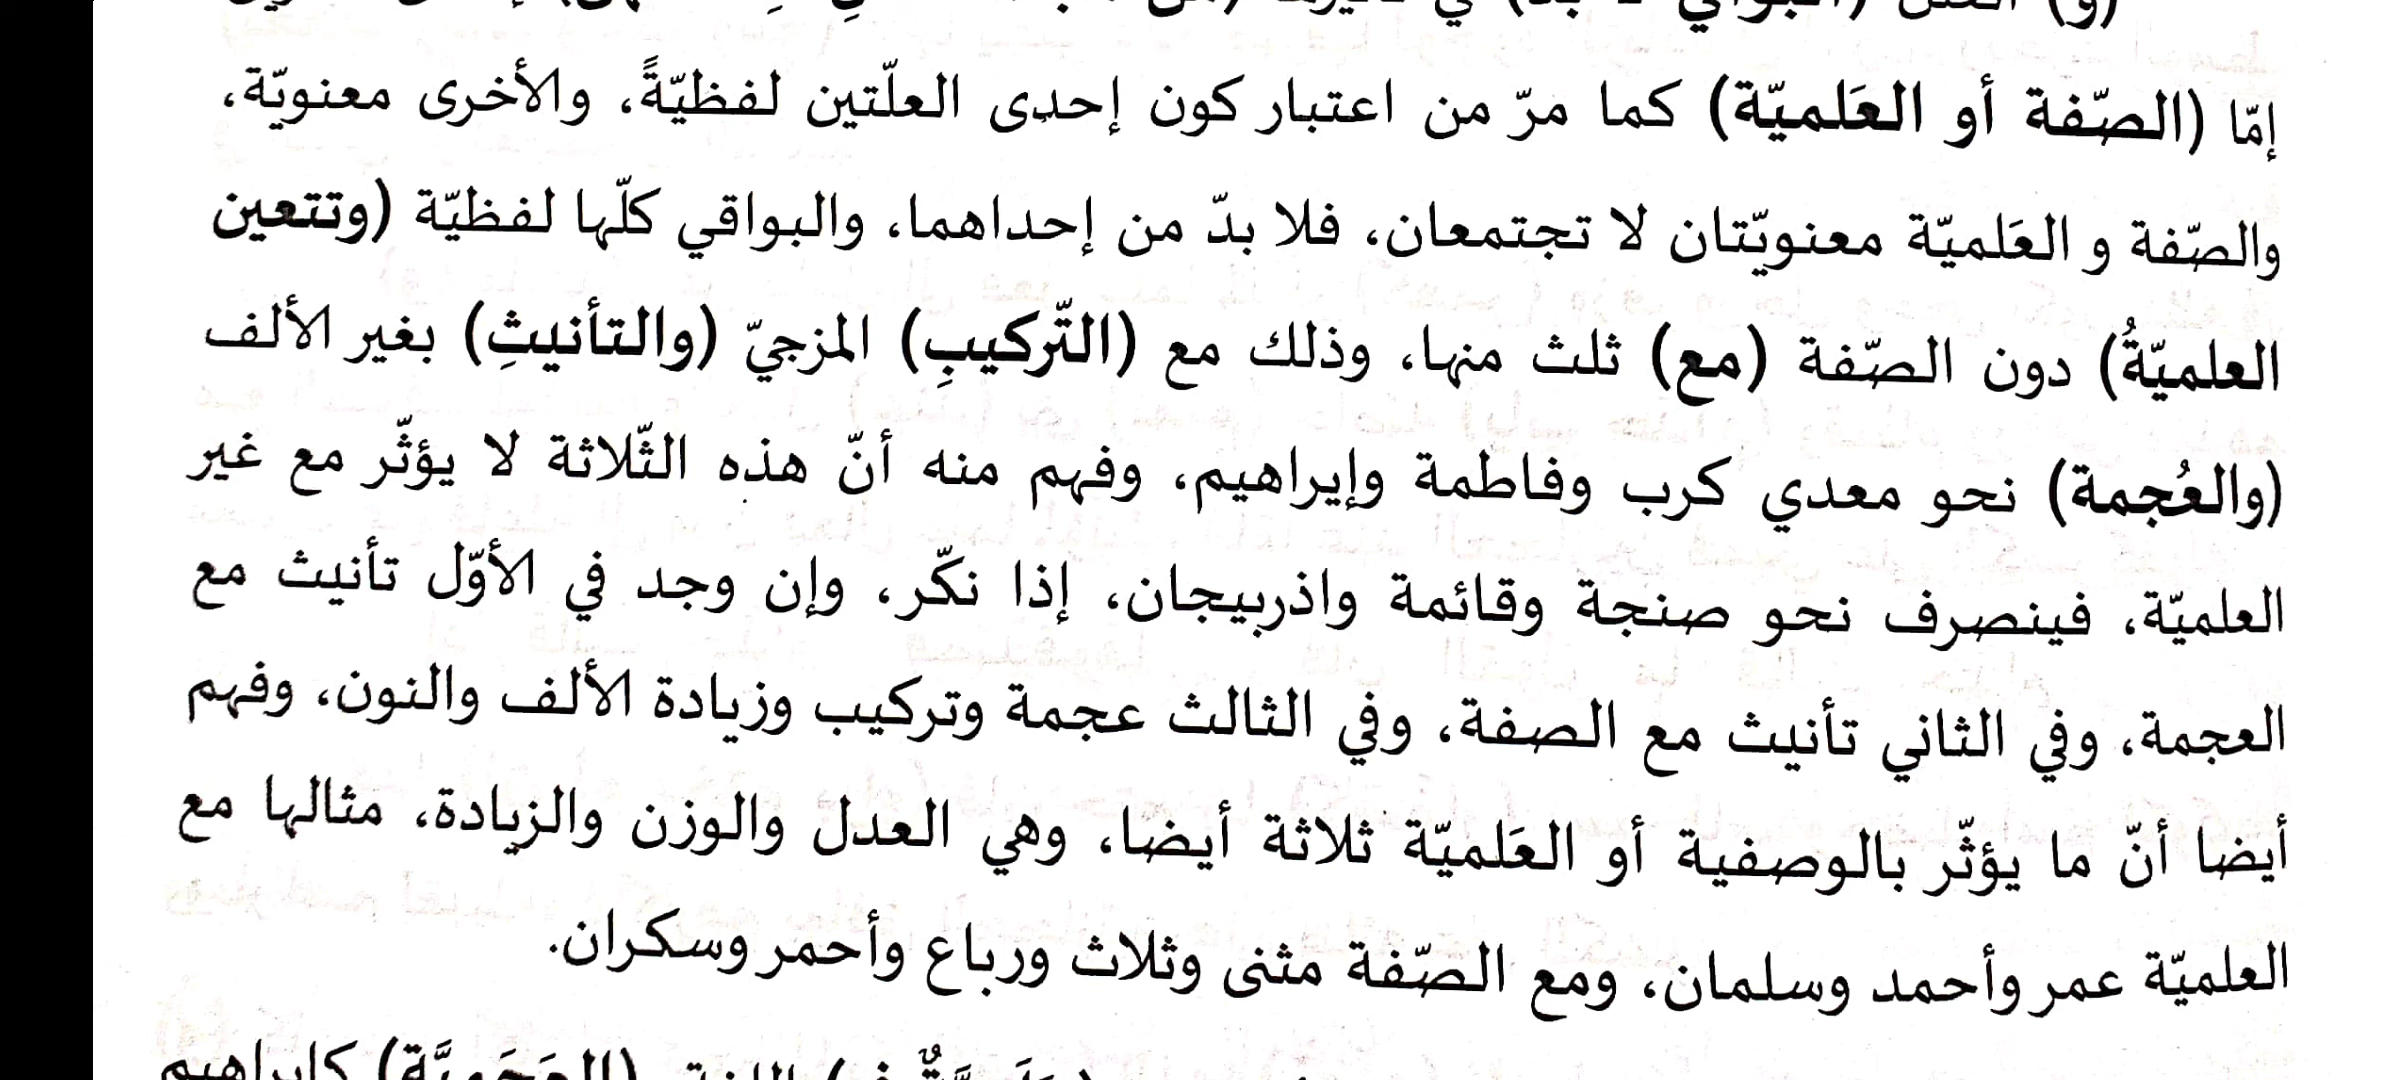 إمّا (الصّفة أو العَلميّة) كما مرّ من اعتبار كون إحدى العلّتين لفظيّةً، والأخرى معنويّة،
والصّفة و العَلميّة معنويّتان لا تجتمعان، فلا بدّ من إحداهما، والبواقي كلّها لفظيّة (وتتعين
العلميّةُ) دون الصّفة (مع) ثلث منها، وذلك مع (التّركيبِ) المزجيّ (والتأنيثِ) بغير الألف
(والعُجمة) نحو معدي كرب وفاطمة وإبراهيم، وفهم منه أنّ هذه الثّلاثة لا يؤثّر مع غير
العلميّة، فينصرف نحو صنجة وقائمة واذربيجان، إذا نكّر، وإن وجد في الأوّل تأنيث مع
العجمة، وفي الثاني تأنيث مع الصفة، وفي الثالث عجمة وتركيب وزيادة الألف والنون، وفهم
أيضا أنّ ما يؤثّر بالوصفية أو العَلميّة ثلاثة أيضا، وهي العدل والوزن والزيادة، مثالها مع
العلميّة عمر وأحمد وسلمان، ومع الصّفة مثنى وثلاث ورباع وأحمر وسكران.